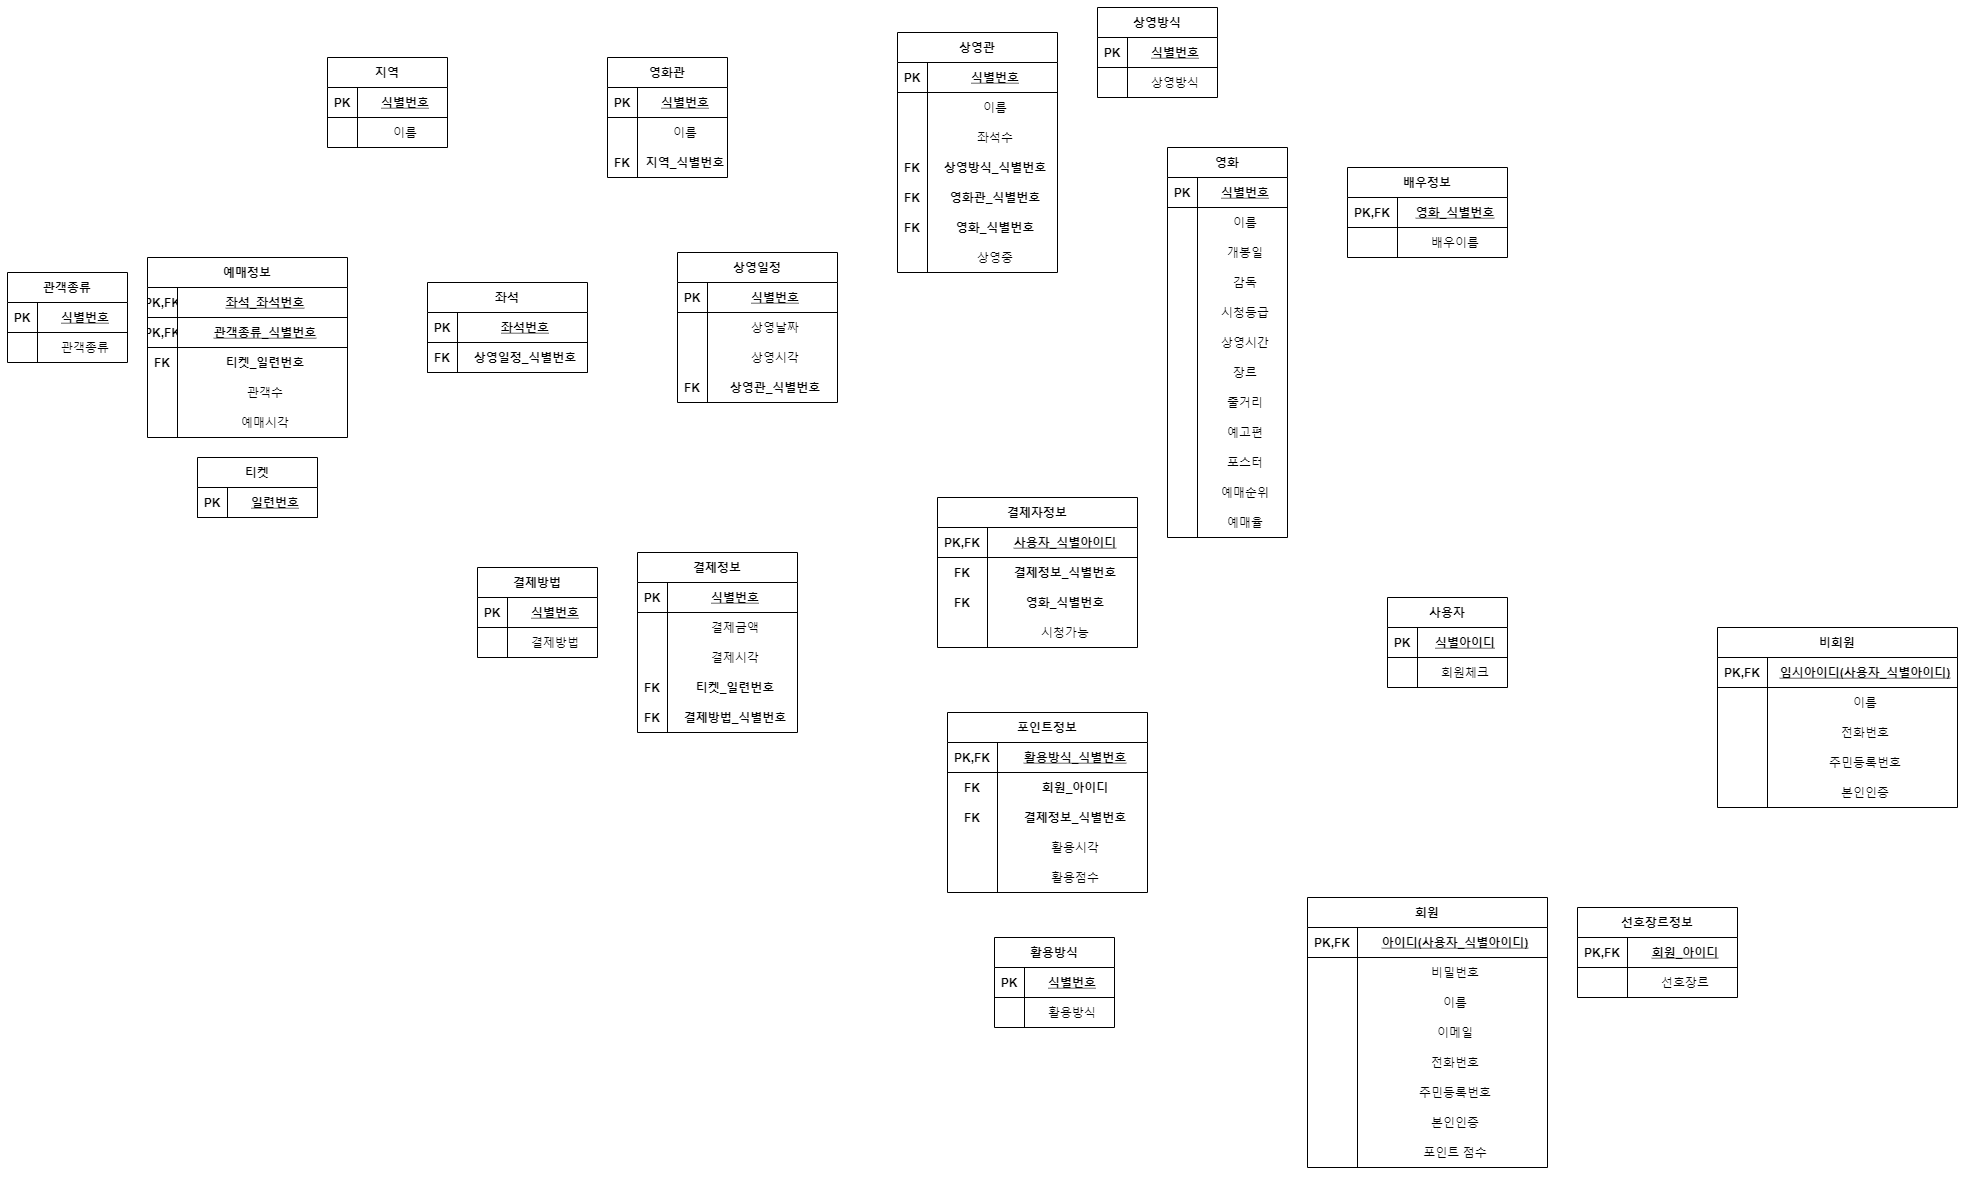 지역
PK 식별번호
이름
영화관
PK 식별번호
이름
FK 지역_식별번호
상영관
PK 식별번호
이름
좌석수
FK 상영방식_식별번호
FK 영화관_식별번호
FK 영화_식별번호
상영중
상영방식
PK 식별번호
상영방식
영화
PK 식별번호
이름
개봉일
감독
시청등급
상영시간
장르
줄거리
예고편
포스터
예매순위
예매율
배우정보
PK,FK 영화_식별번호
배우이름
관객종류
PK 식별번호
관객종류
예매정보
PK,FK 좌석_좌석번호
PK,FK 관객종류_식별번호
FK 티켓_일련번호
관객수
예매시각
좌석
PK 좌석번호
FK 상영일정_식별번호
상영일정
PK 식별번호
상영날짜
상영시각
FK 상영관_식별번호
티켓
PK 일련번호
결제방법
PK 식별번호
결제방법
결제정보
PK 식별번호
결제금액
결제시각
FK 티켓_일련번호
FK 결제방법_식별번호
결제자정보
PK,FK 사용자_식별아이디
FK 결제정보_식별번호
FK 영화_식별번호
시청가능
사용자
PK 식별아이디
회원체크
비회원
PK,FK 임시아이디(사용자_식별아이디)
이름
전화번호
주민등록번호
본인인증
포인트정보
PK,FK 활용방식_식별번호
FK 회원_아이디
FK 결제정보_식별번호
활용시각
활용점수
활용방식
PK 식별번호
활용방식
회원
PK,FK 아이디(사용자_식별아이디)
비밀번호
이름
이메일
전화번호
주민등록번호
본인인증
포인트 점수
선호장르정보
PK,FK 회원_아이디
선호장르